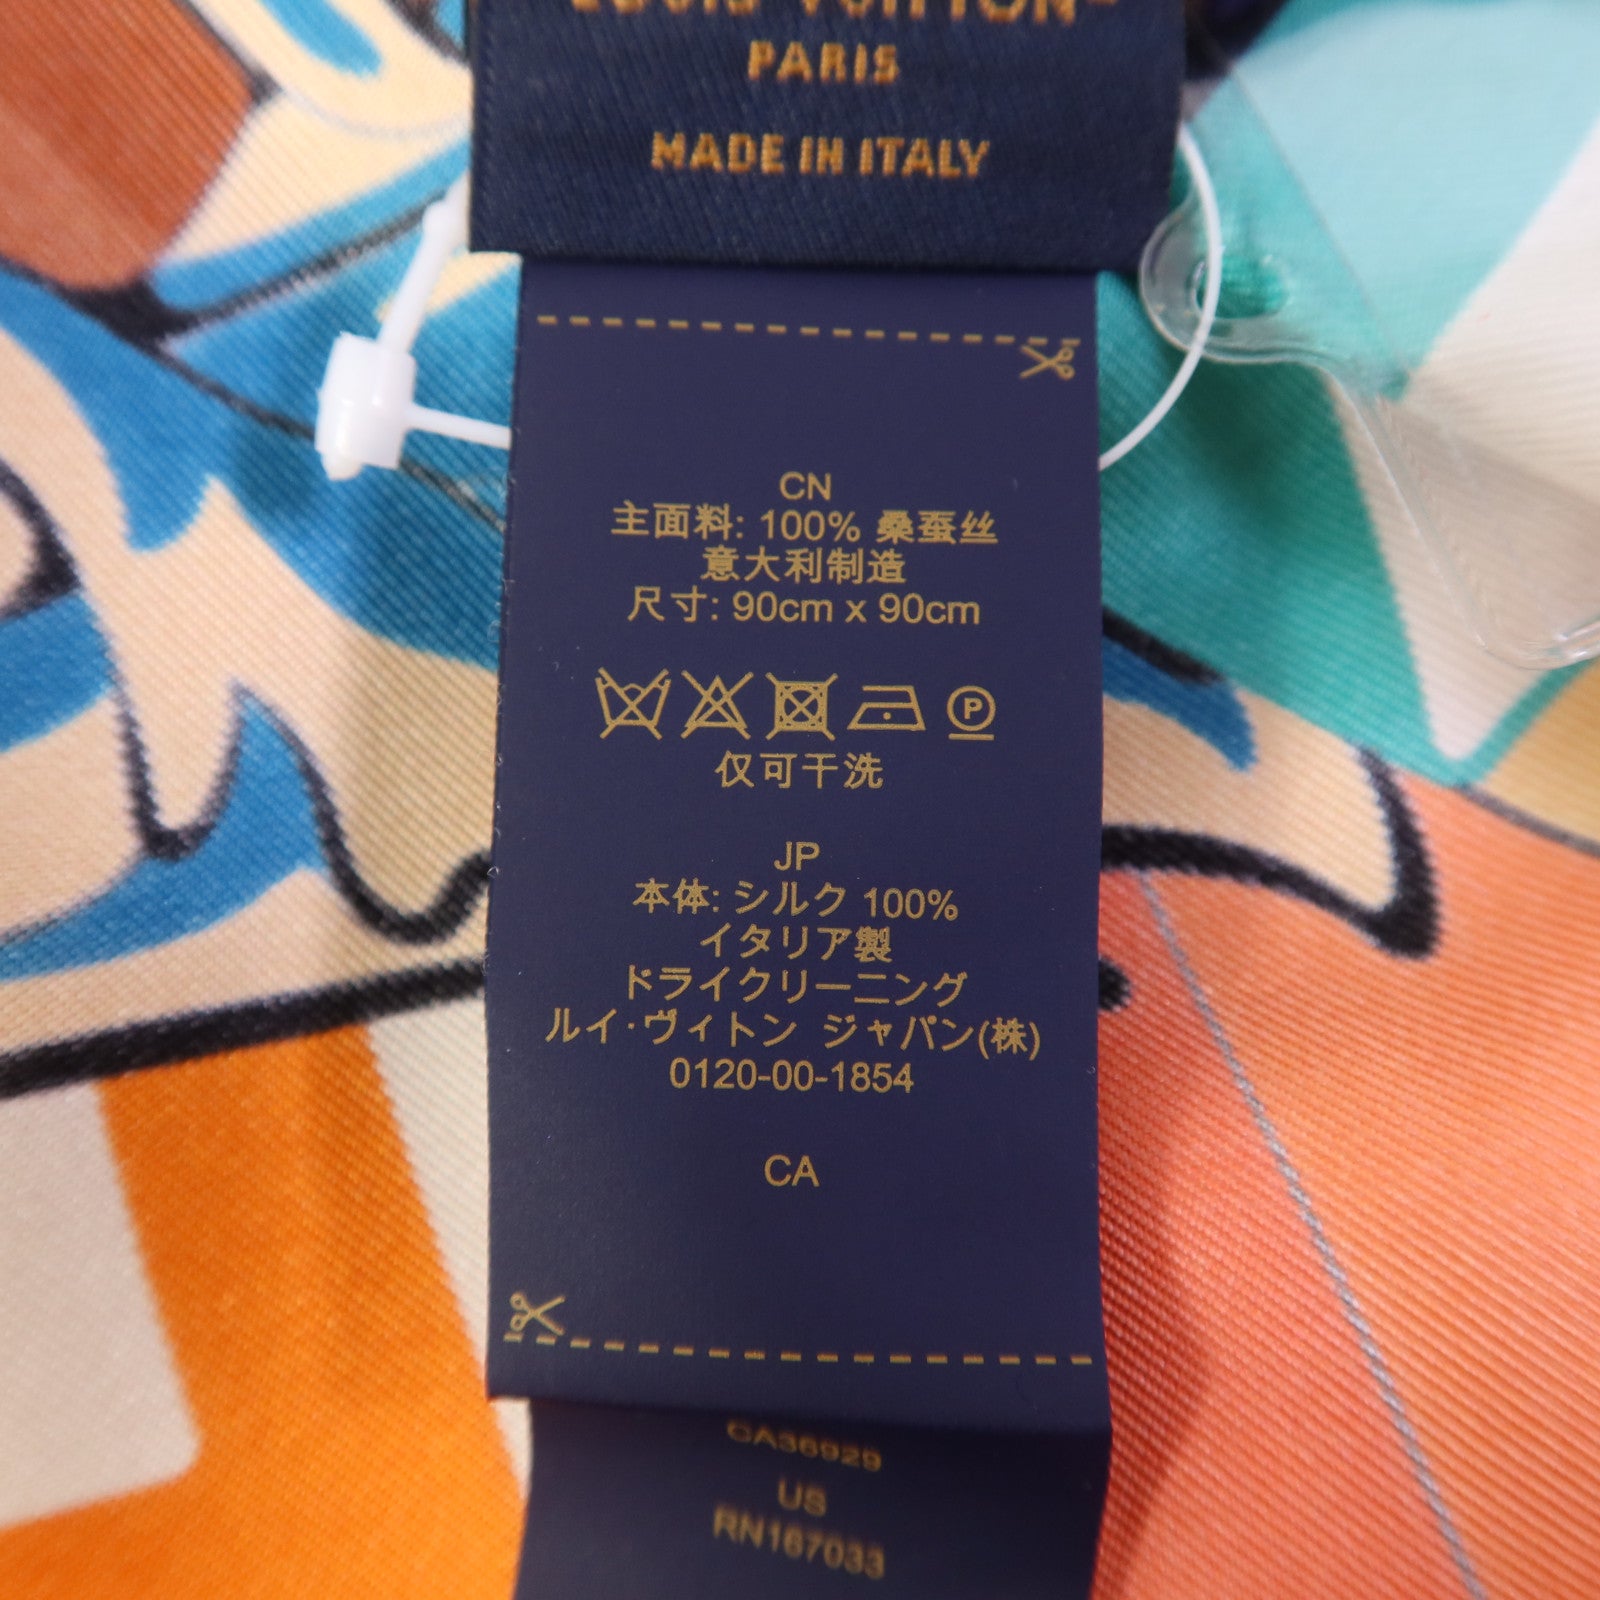 LOUIS VUITTON
PARIS
MADE IN ITALY
CN
主面料: 100% 桑蚕丝
意大利制造
尺寸: 90cm x 90cm
P
仅可干洗
JP
本体: シルク 100%
イタリア製
ドライクリーニング
ルイ·ヴィトン ジャパン(株)
0120-00-1854
CA
CA36929
US
RN167033